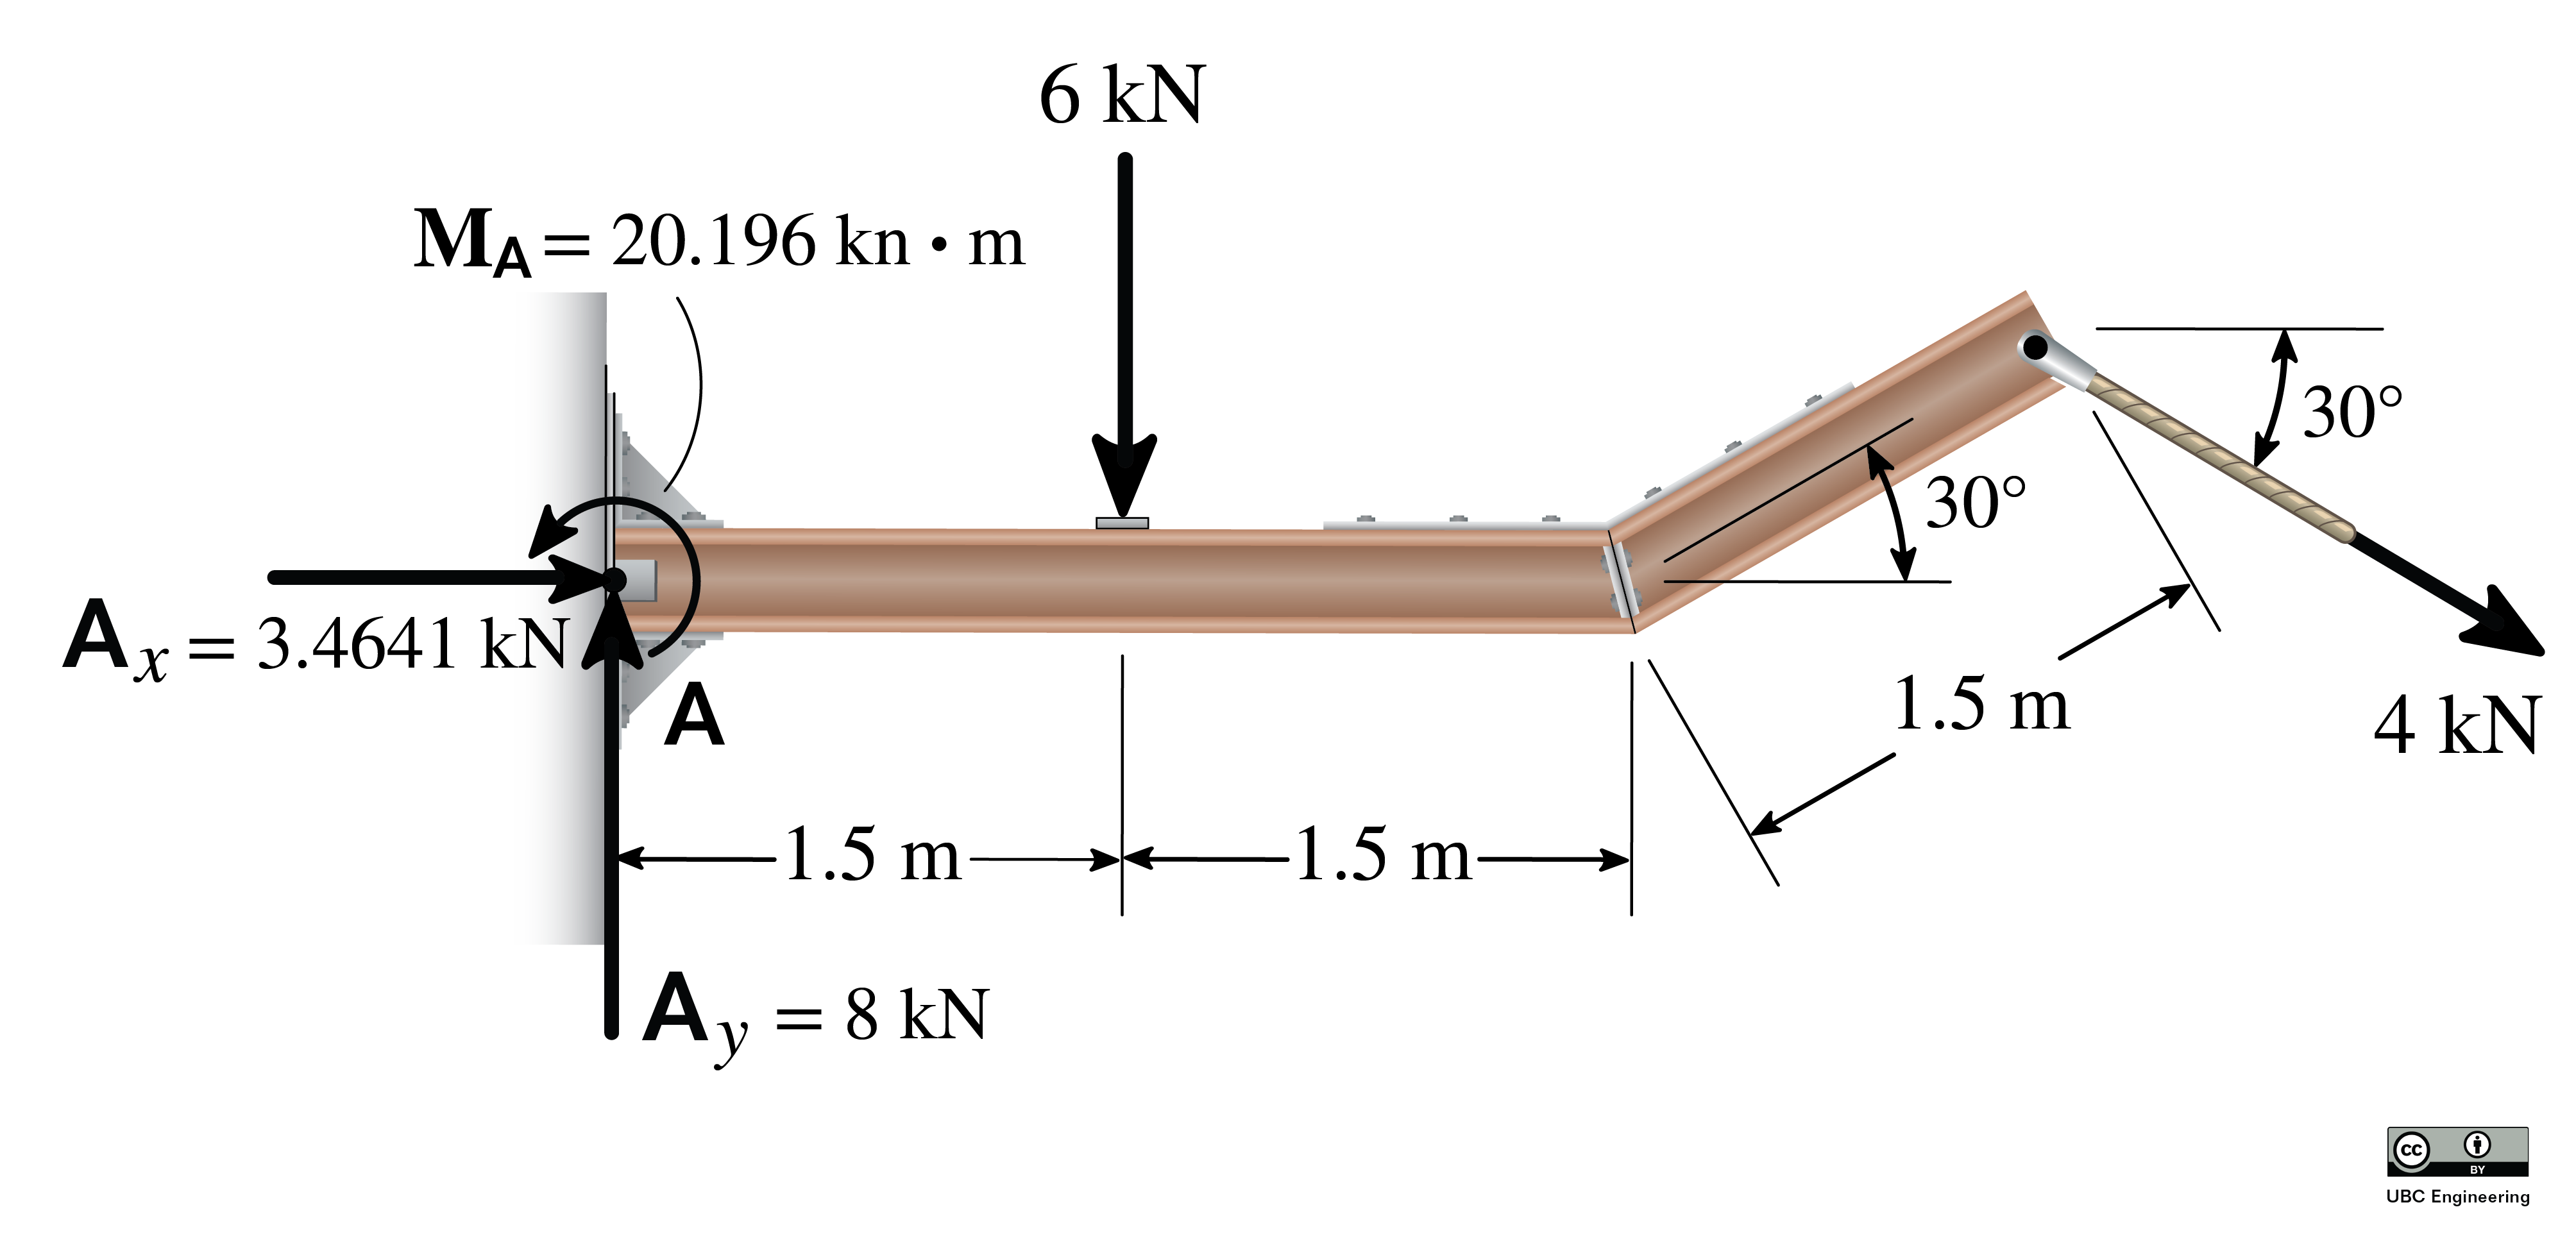 6 kN
M_A = 20.196 kn • m
30°
30°
A_x = 3.4641 kN
A
1.5 m
4 kN
1.5 m
1.5 m
A_y = 8 kN
cc
BY
UBC Engineering